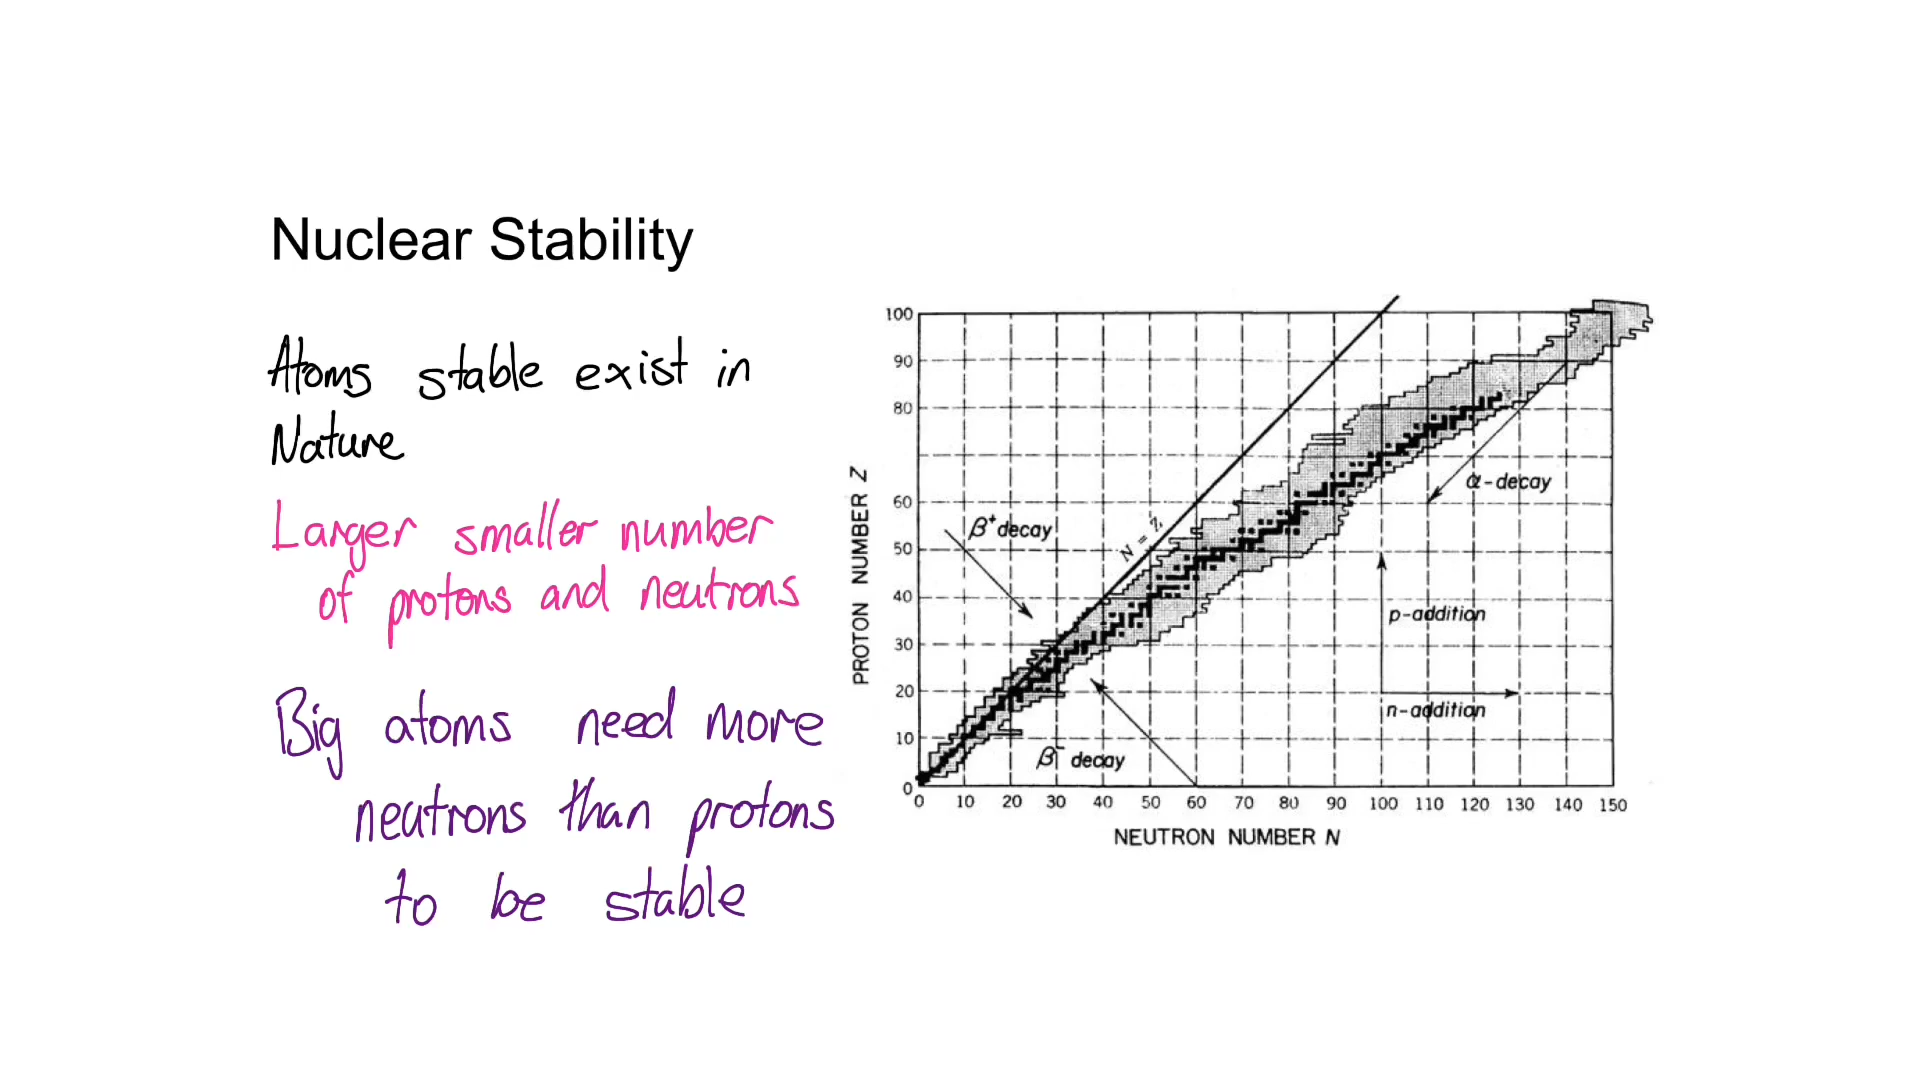 Nuclear Stability
Atoms stable exist in
Nature
Larger smaller number
of protons and neutrons
Big atoms need more
neutrons than protons
to be stable
PROTON NUMBER Z
100
90
80
60
50
40
30
20
10
0
0 10 20 30 40 50 60 70 80 90 100 110 120 130 140 150
NEUTRON NUMBER N
N = Z
β⁺ decay
α-decay
p-addition
n-addition
β⁻ decay